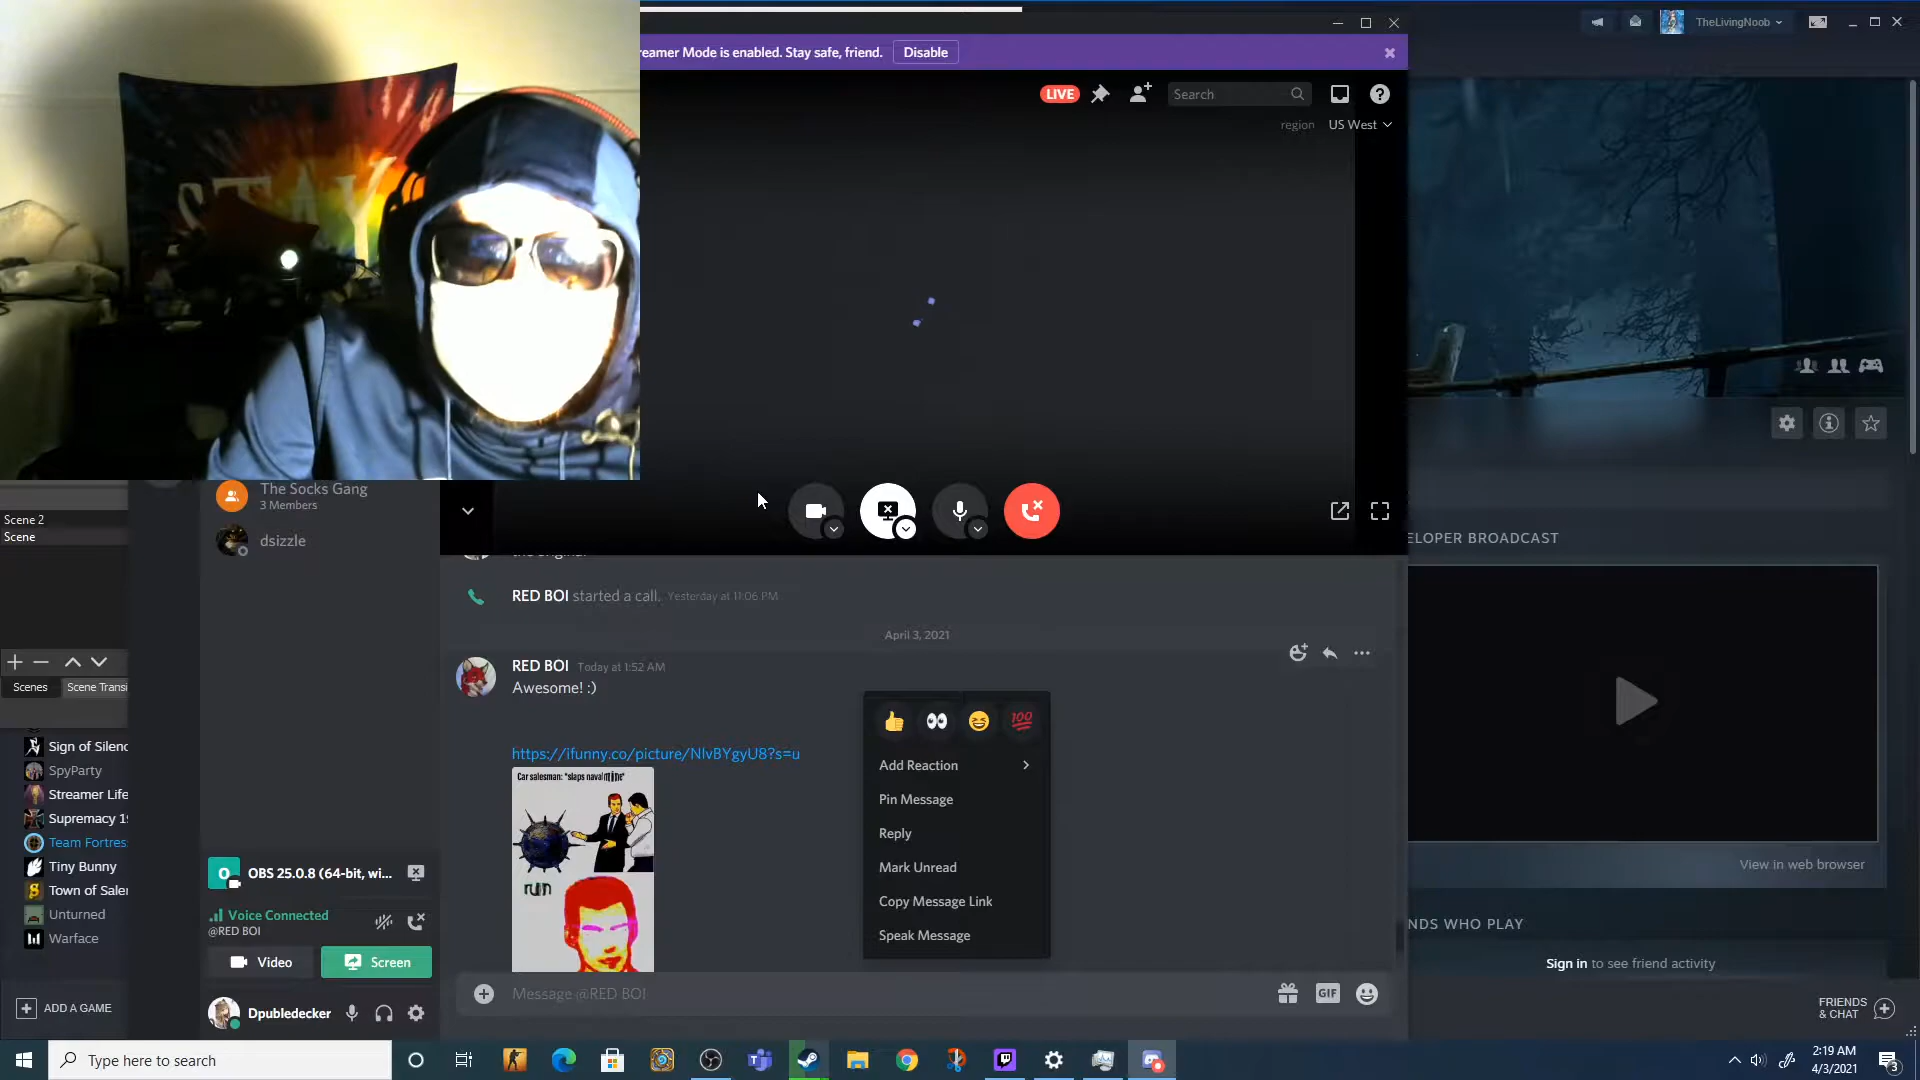 TheLivingNoob
reamer Mode is enabled. Stay safe, friend.
Disable
LIVE
Search
region
US West
The Socks Gang
3 Members
dsizzle
Scene 2
Scene
Scenes
Scene Transi
Sign of Silenc
SpyParty
Streamer Life
Supremacy 19
Team Fortres
Tiny Bunny
Town of Saler
Unturned
Warface
ADD A GAME
OBS 25.0.8 (64-bit, wi...
Voice Connected
@RED BOI
Video
Screen
Dpubledecker
RED BOI started a call. Yesterday at 11:06 PM
April 3, 2021
RED BOI Today at 1:52 AM
Awesome! :)
https://ifunny.co/picture/NlvBYgyU8?s=u
Car salesman: *slaps naval mine*
run
100
Add Reaction
Pin Message
Reply
Mark Unread
Copy Message Link
Speak Message
Message @RED BOI
GIF
ELOPER BROADCAST
View in web browser
NDS WHO PLAY
Sign in to see friend activity
FRIENDS
& CHAT
Type here to search
2:19 AM
4/3/2021
3